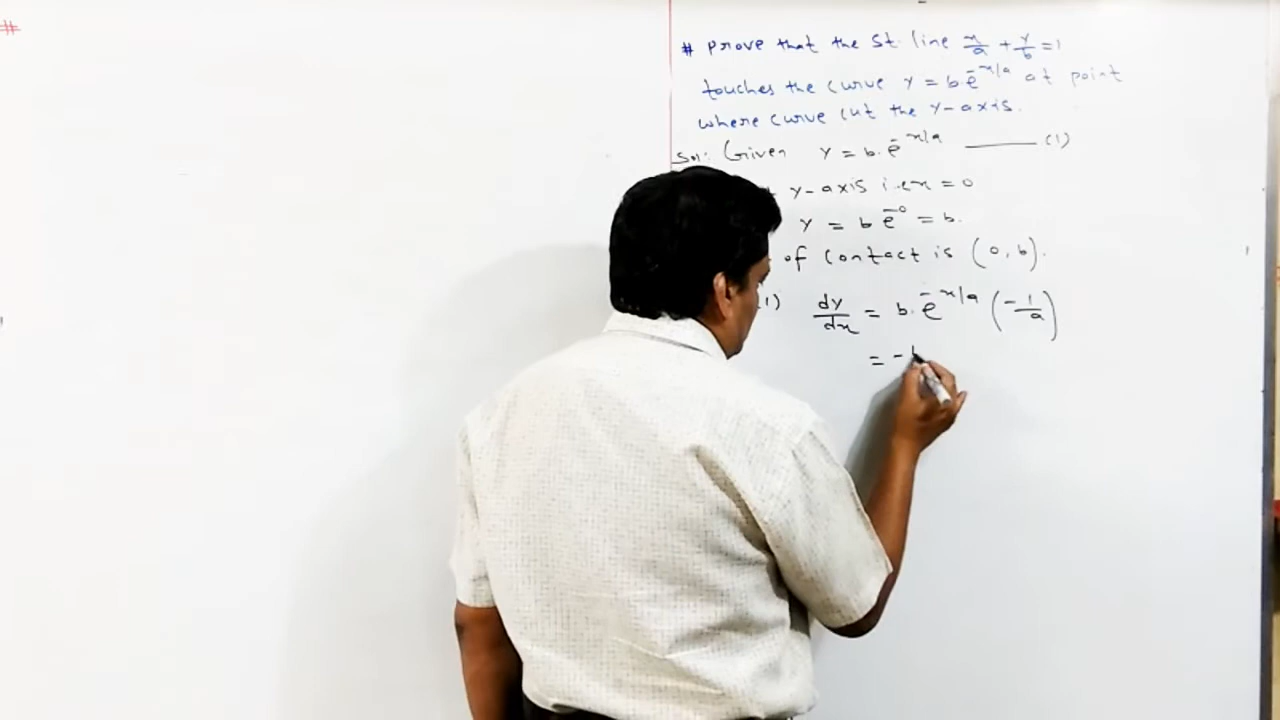 #
# Prove that the St. line x/a + y/b = 1
touches the curve y = b.e^-x/a at point
where curve cut the y-axis.
Sol: Given y = b.e^-x/a ——— (1)
y-axis i.e x = 0
y = b e^-0 = b.
of contact is (0, b).
(1) dy/dx = b.e^-x/a (-1/a)
= -